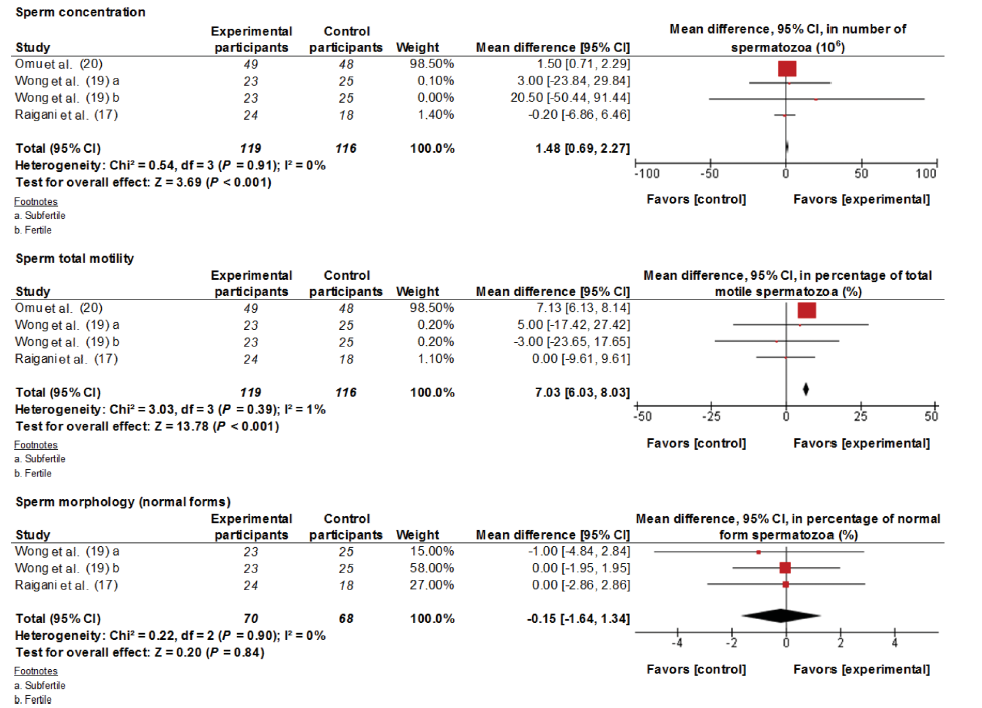 Sperm concentration
Experimental participants Control participants
Mean difference, 95% CI, in number of spermatozoa (10⁶)
Study Weight Mean difference [95% CI]
Omu et al. (20) 49 48 98.50% 1.50 [0.71, 2.29]
Wong et al. (19) a 23 25 0.10% 3.00 [-23.84, 29.84]
Wong et al. (19) b 23 25 0.00% 20.50 [-50.44, 91.44]
Raigani et al. (17) 24 18 1.40% -0.20 [-6.86, 6.46]
Total (95% CI) 119 116 100.0% 1.48 [0.69, 2.27]
Heterogeneity: Chi² = 0.54, df = 3 (P = 0.91); I² = 0%
Test for overall effect: Z = 3.69 (P < 0.001)
-100 -50 0 50 100
Favors [control] Favors [experimental]
Footnotes
a. Subfertile
b. Fertile
Sperm total motility
Experimental participants Control participants
Mean difference, 95% CI, in percentage of total motile spermatozoa (%)
Study Weight Mean difference [95% CI]
Omu et al. (20) 49 48 98.50% 7.13 [6.13, 8.14]
Wong et al. (19) a 23 25 0.20% 5.00 [-17.42, 27.42]
Wong et al. (19) b 23 25 0.20% -3.00 [-23.65, 17.65]
Raigani et al. (17) 24 18 1.10% 0.00 [-9.61, 9.61]
Total (95% CI) 119 116 100.0% 7.03 [6.03, 8.03]
Heterogeneity: Chi² = 3.03, df = 3 (P = 0.39); I² = 1%
Test for overall effect: Z = 13.78 (P < 0.001)
-50 -25 0 25 50
Favors [control] Favors [experimental]
Footnotes
a. Subfertile
b. Fertile
Sperm morphology (normal forms)
Experimental participants Control participants
Mean difference, 95% CI, in percentage of normal form spermatozoa (%)
Study Weight Mean difference [95% CI]
Wong et al. (19) a 23 25 15.00% -1.00 [-4.84, 2.84]
Wong et al. (19) b 23 25 58.00% 0.00 [-1.95, 1.95]
Raigani et al. (17) 24 18 27.00% 0.00 [-2.86, 2.86]
Total (95% CI) 70 68 100.0% -0.15 [-1.64, 1.34]
Heterogeneity: Chi² = 0.22, df = 2 (P = 0.90); I² = 0%
Test for overall effect: Z = 0.20 (P = 0.84)
-4 -2 0 2 4
Favors [control] Favors [experimental]
Footnotes
a. Subfertile
b. Fertile